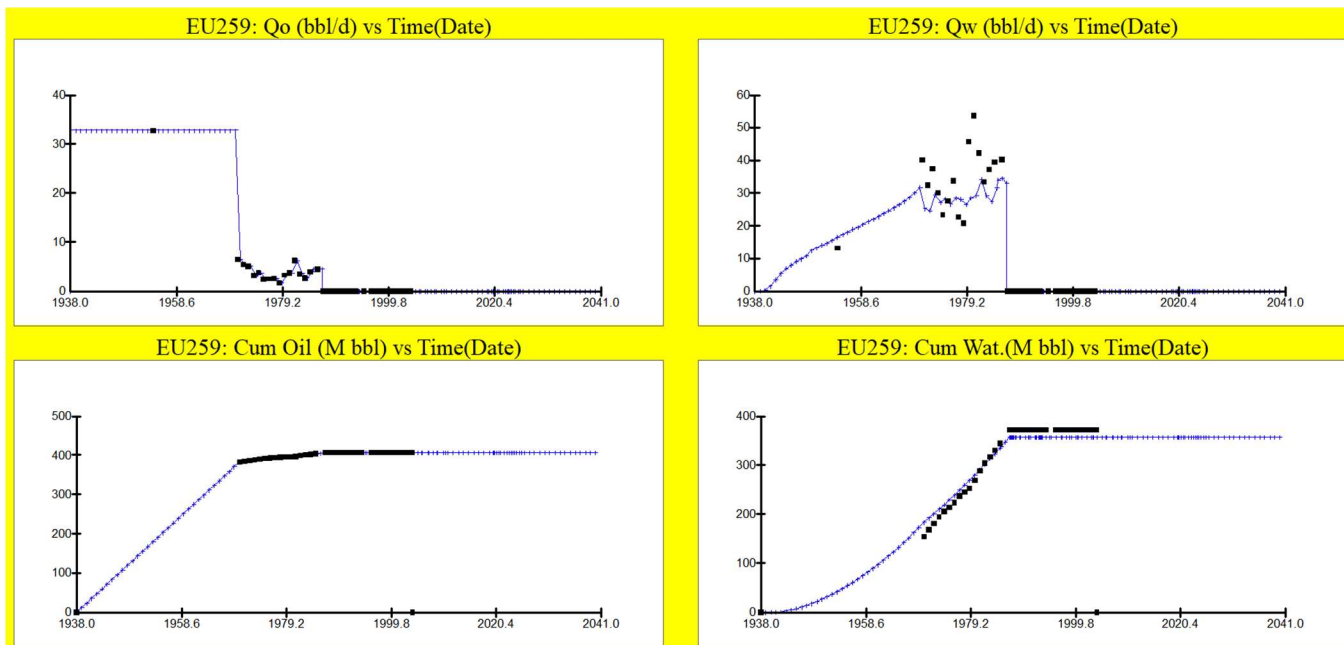 EU259: Qo (bbl/d) vs Time(Date)
40
30
20
10
0
1938.0 1958.6 1979.2 1999.8 2020.4 2041.0
EU259: Qw (bbl/d) vs Time(Date)
60
50
40
30
20
10
0
1938.0 1958.6 1979.2 1999.8 2020.4 2041.0
EU259: Cum Oil (M bbl) vs Time(Date)
500
400
300
200
100
0
1938.0 1958.6 1979.2 1999.8 2020.4 2041.0
EU259: Cum Wat.(M bbl) vs Time(Date)
400
300
200
100
0
1938.0 1958.6 1979.2 1999.8 2020.4 2041.0